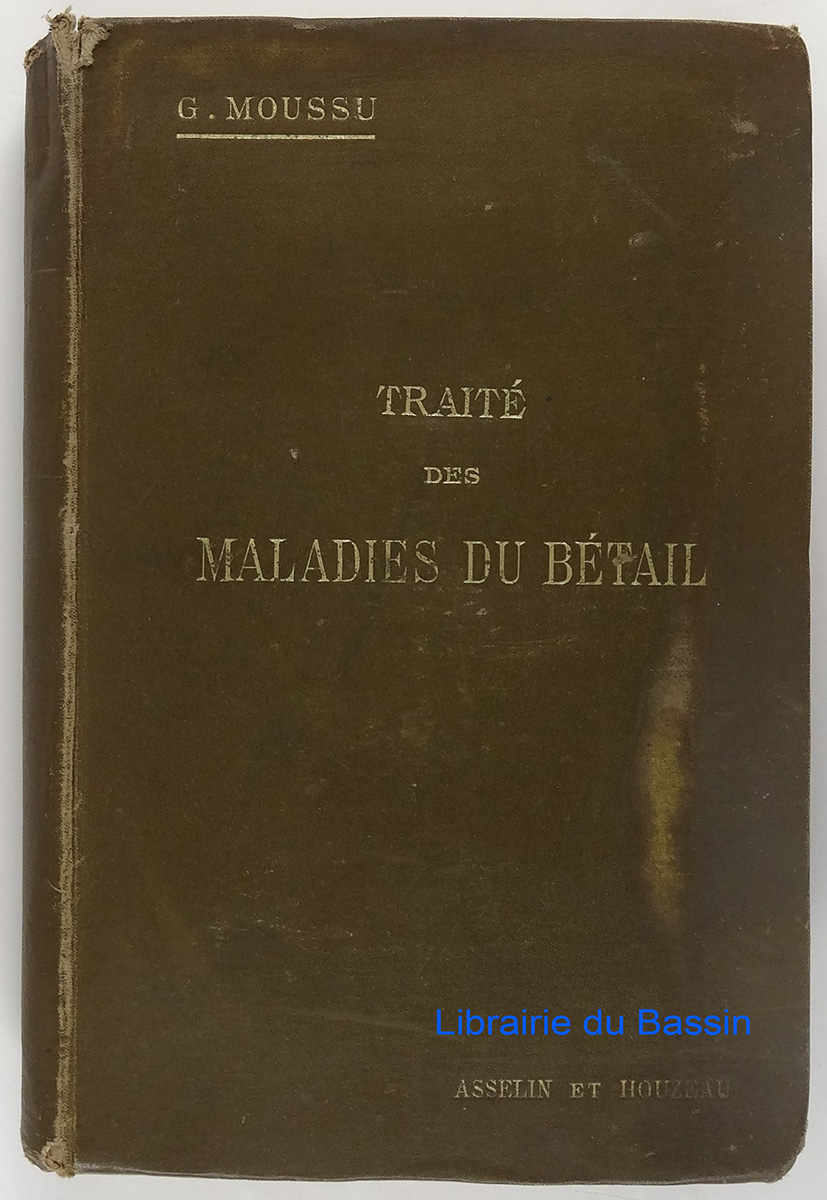 G. MOUSSU
TRAITÉ
DES
MALADIES DU BÉTAIL
Librairie du Bassin
ASSELIN ET HOUZEAU